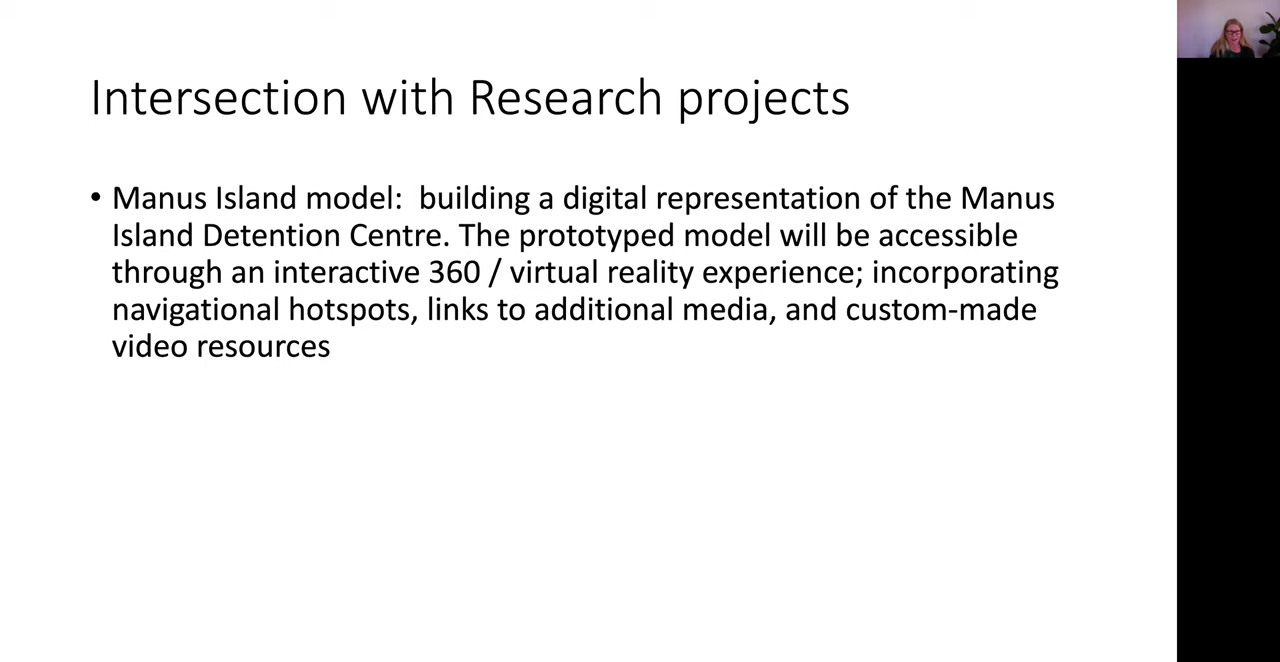 Intersection with Research projects
• Manus Island model:  building a digital representation of the Manus
Island Detention Centre. The prototyped model will be accessible
through an interactive 360 / virtual reality experience; incorporating
navigational hotspots, links to additional media, and custom-made
video resources